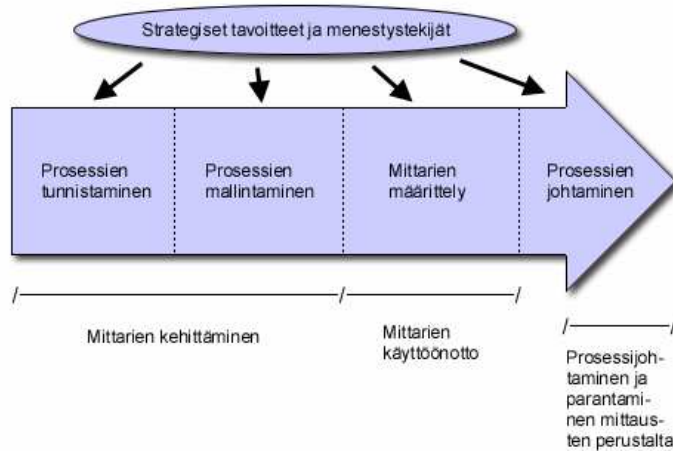 Strategiset tavoitteet ja menestystekijät
Prosessien
tunnistaminen
Prosessien
mallintaminen
Mittarien
määrittely
Prosessien
johtaminen
Mittarien kehittäminen
Mittarien
käyttöönotto
Prosessijoh-
taminen ja
parantami-
nen mittaus-
ten perustalta